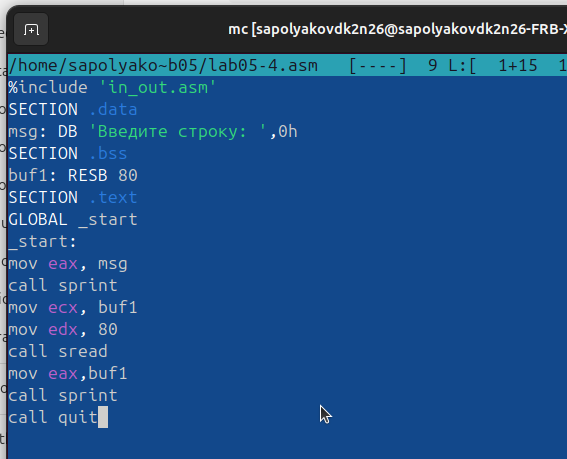 mc [sapolyakovdk2n26@sapolyakovdk2n26-FRB-
/home/sapolyako~b05/lab05-4.asm [----] 9 L:[ 1+15 1
%include 'in_out.asm'
SECTION .data
msg: DB 'Введите строку: ',0h
SECTION .bss
buf1: RESB 80
SECTION .text
GLOBAL _start
_start:
mov eax, msg
call sprint
mov ecx, buf1
mov edx, 80
call sread
mov eax,buf1
call sprint
call quit